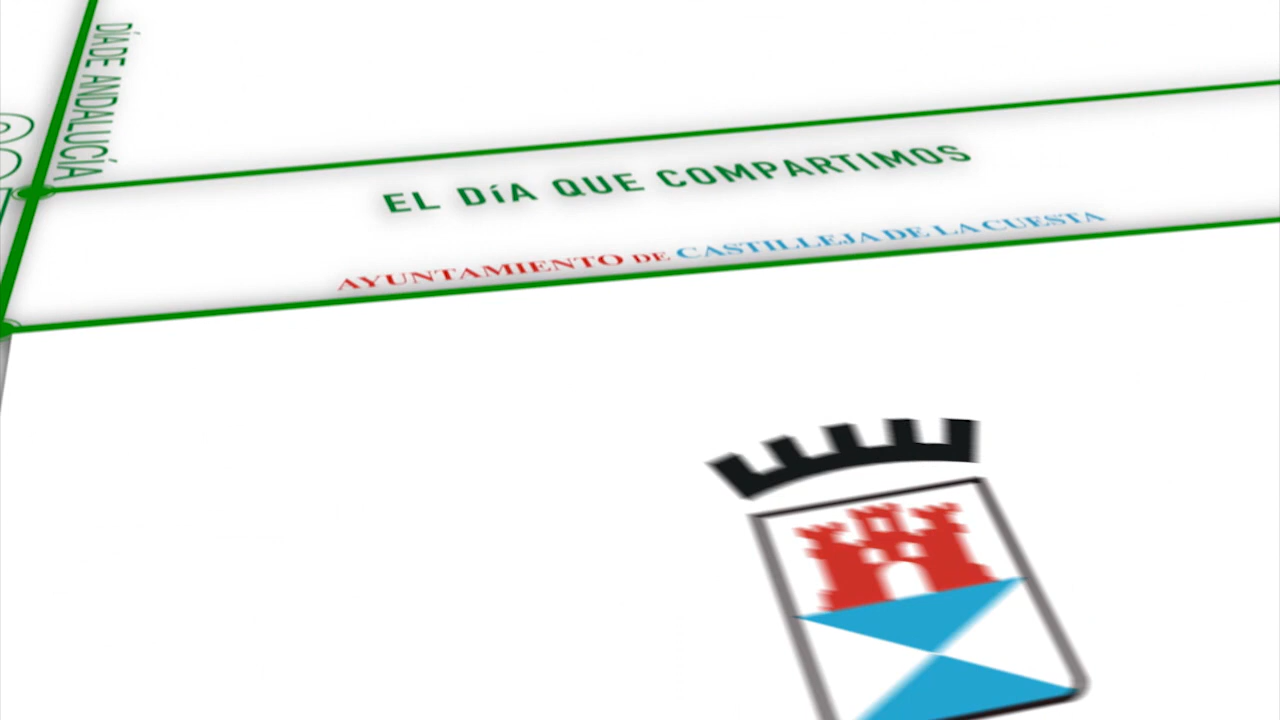 DÍA DE ANDALUCÍA
EL DíA QUE COMPARTIMOS
AYUNTAMIENTO DE CASTILLEJA DE LA CUESTA